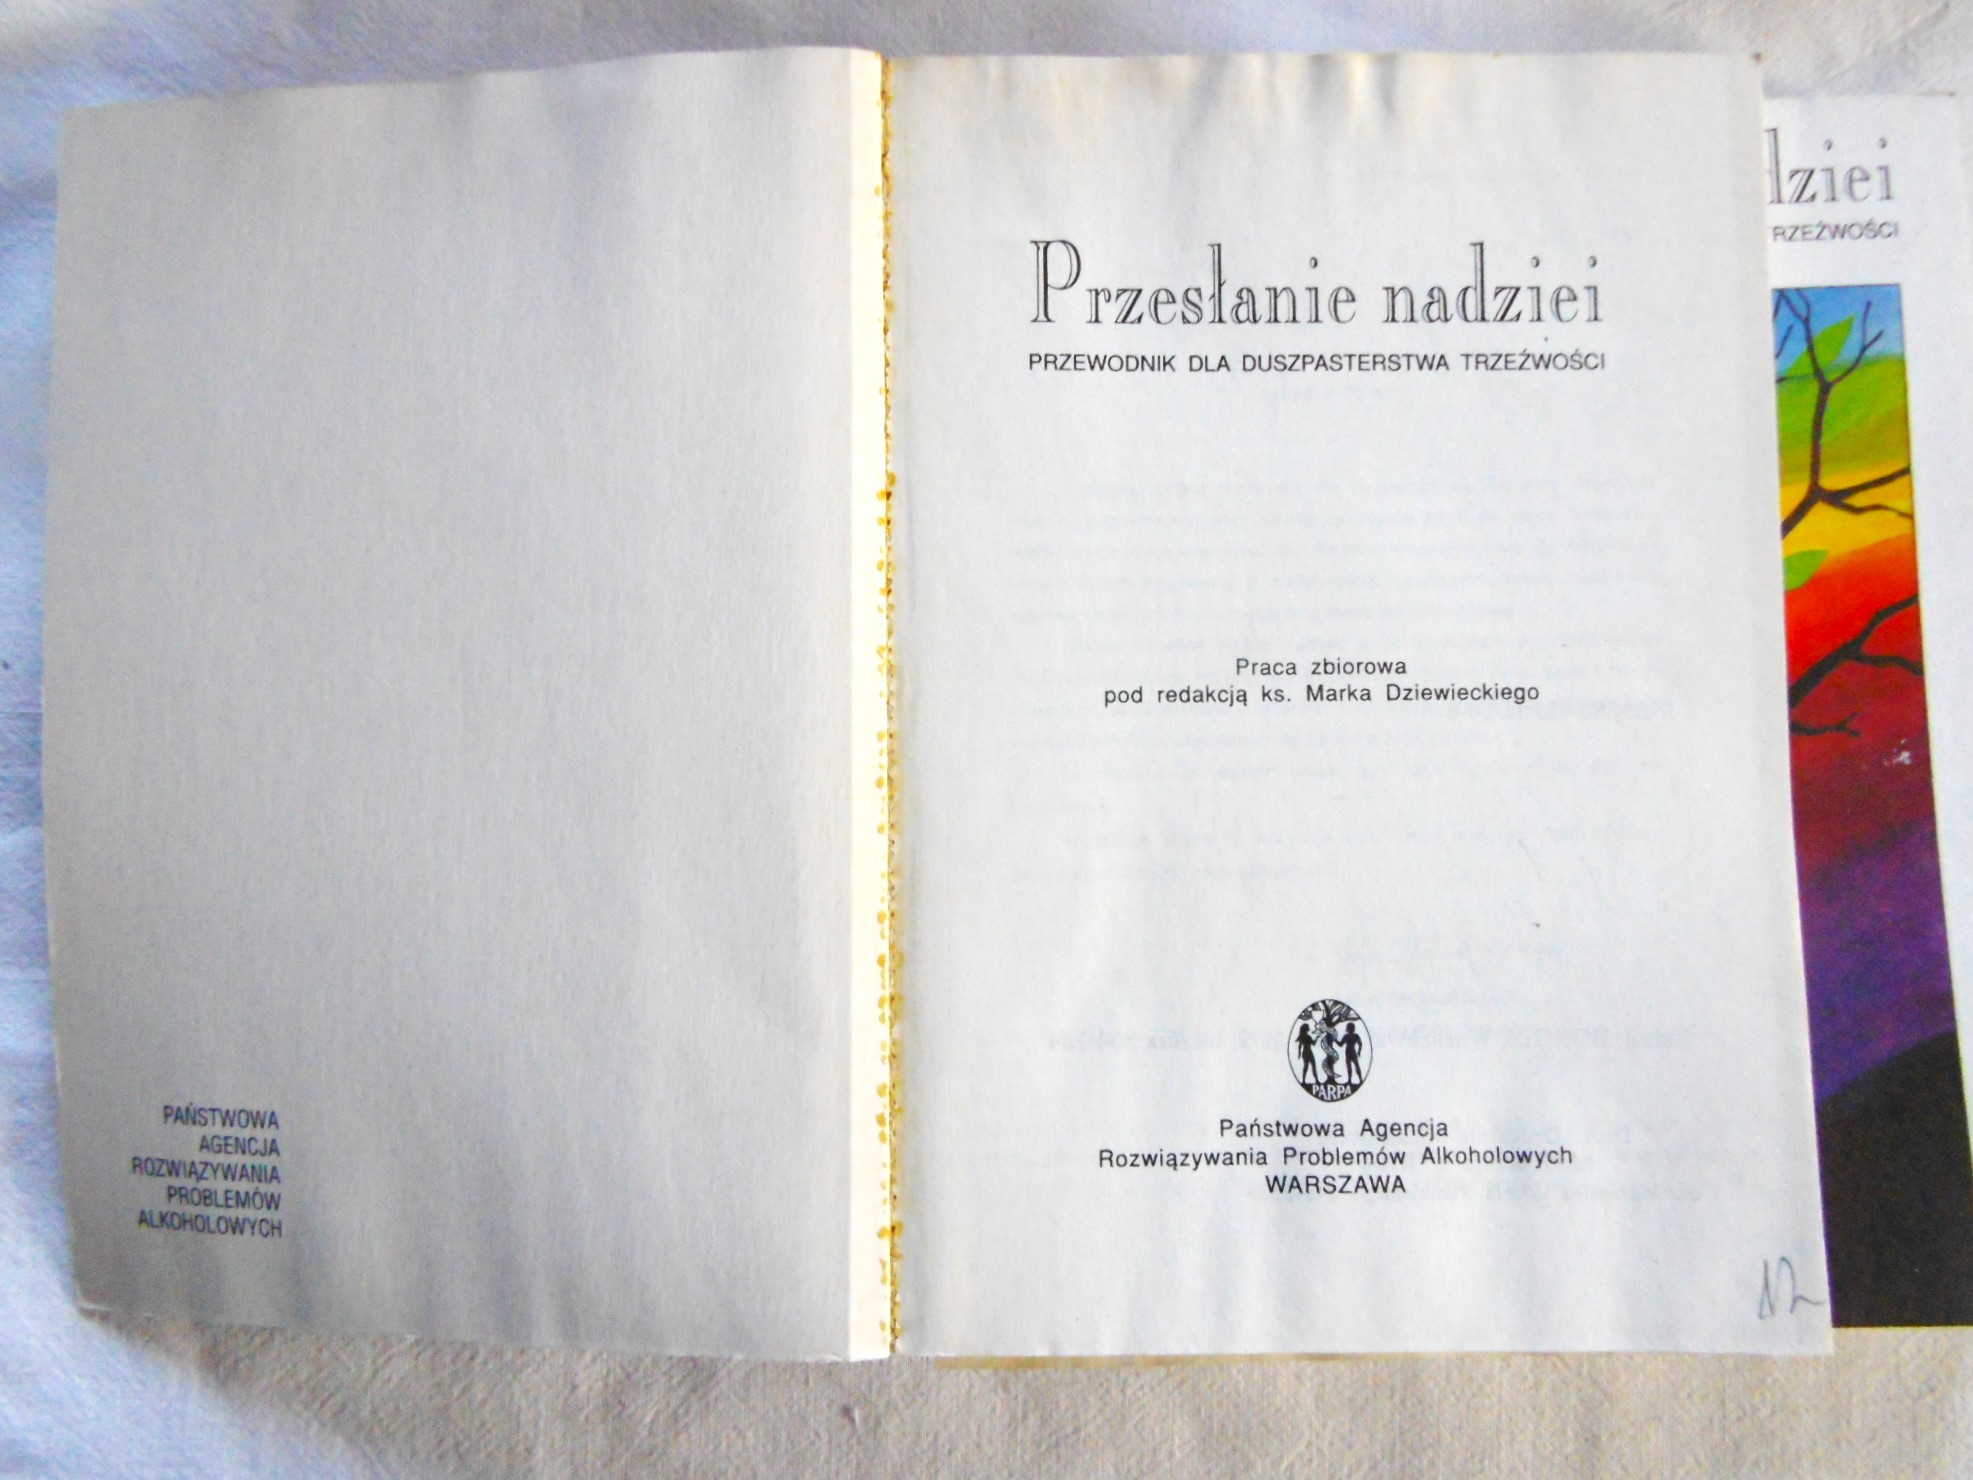 PAŃSTWOWA
AGENCJA
ROZWIĄZYWANIA
PROBLEMÓW
ALKOHOLOWYCH
Przesłanie nadziei
PRZEWODNIK DLA DUSZPASTERSTWA TRZEŹWOŚCI
Praca zbiorowa
pod redakcją ks. Marka Dziewieckiego
PARPA
Państwowa Agencja
Rozwiązywania Problemów Alkoholowych
WARSZAWA
12
dziei
RZEŹWOŚCI